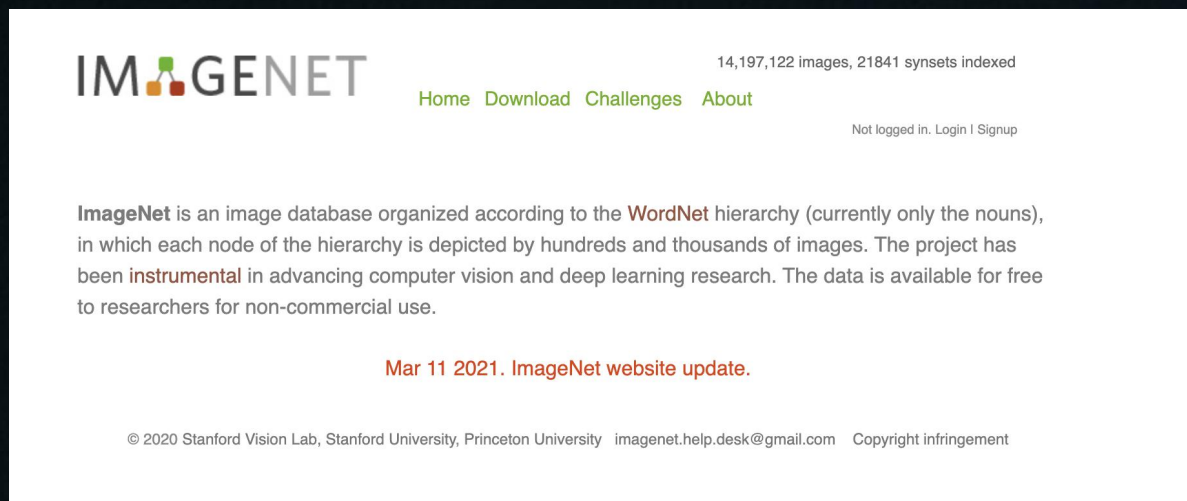 IMAGENET
14,197,122 images, 21841 synsets indexed
Home Download Challenges About
Not logged in. Login | Signup
ImageNet is an image database organized according to the WordNet hierarchy (currently only the nouns),
in which each node of the hierarchy is depicted by hundreds and thousands of images. The project has
been instrumental in advancing computer vision and deep learning research. The data is available for free
to researchers for non-commercial use.
Mar 11 2021. ImageNet website update.
© 2020 Stanford Vision Lab, Stanford University, Princeton University imagenet.help.desk@gmail.com Copyright infringement